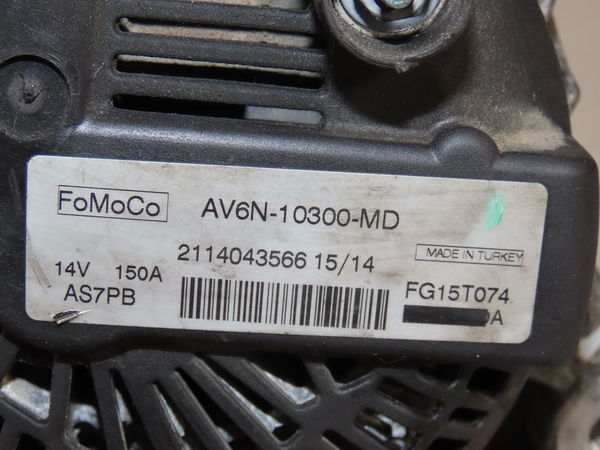 FoMoCo AV6N-10300-MD
2114043566 15/14 MADE IN TURKEY
14V 150A FG15T074
AS7PB A